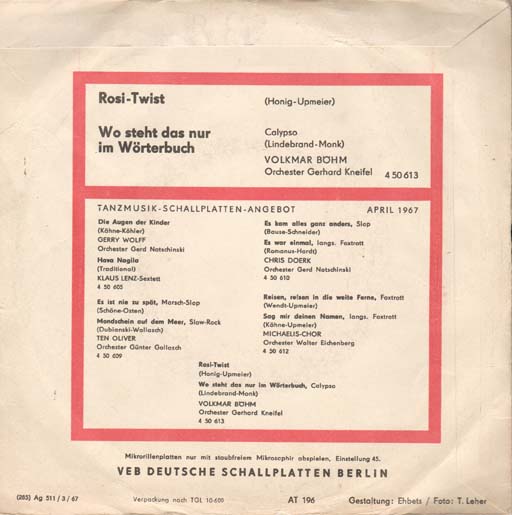 Rosi-Twist (Honig-Upmeier)
Wo steht das nur
im Wörterbuch
Calypso
(Lindebrand-Monk)
VOLKMAR BÖHM
Orchester Gerhard Kneifel 4 50 613
TANZMUSIK-SCHALLPLATTEN-ANGEBOT APRIL 1967
Die Augen der Kinder
(Kähne-Köhler)
GERRY WOLFF
Orchester Gerd Natschinski
Hava Nagila
(Traditional)
KLAUS LENZ-Sextett
4 50 605
Es ist nie zu spät, Marsch-Slop
(Schöne-Osten)
Mondschein auf dem Meer, Slow-Rock
(Dubianski-Wallasch)
TEN OLIVER
Orchester Günter Gollasch
4 50 609
Es kam alles ganz anders, Slop
(Bause-Schneider)
Es war einmal, langs. Foxtrott
(Romanus-Hardt)
CHRIS DOERK
Orchester Gerd Natschinski
4 50 610
Reisen, reisen in die weite Ferne, Foxtrott
(Wendt-Upmeier)
Sag mir deinen Namen, langs. Foxtrott
(Kähne-Upmeier)
MICHAELIS-CHOR
Orchester Walter Eichenberg
4 50 612
Rosi-Twist
(Honig-Upmeier)
Wo steht das nur im Wörterbuch, Calypso
(Lindebrand-Monk)
VOLKMAR BÖHM
Orchester Gerhard Kneifel
4 50 613
Mikrorillenplatten nur mit staubfreiem Mikrosaphir abspielen, Einstellung 45.
VEB DEUTSCHE SCHALLPLATTEN BERLIN
(285) Ag 511/3/67 Verpackung nach TGL 10-600 AT 196 Gestaltung: Ehbets / Foto: T. Leher